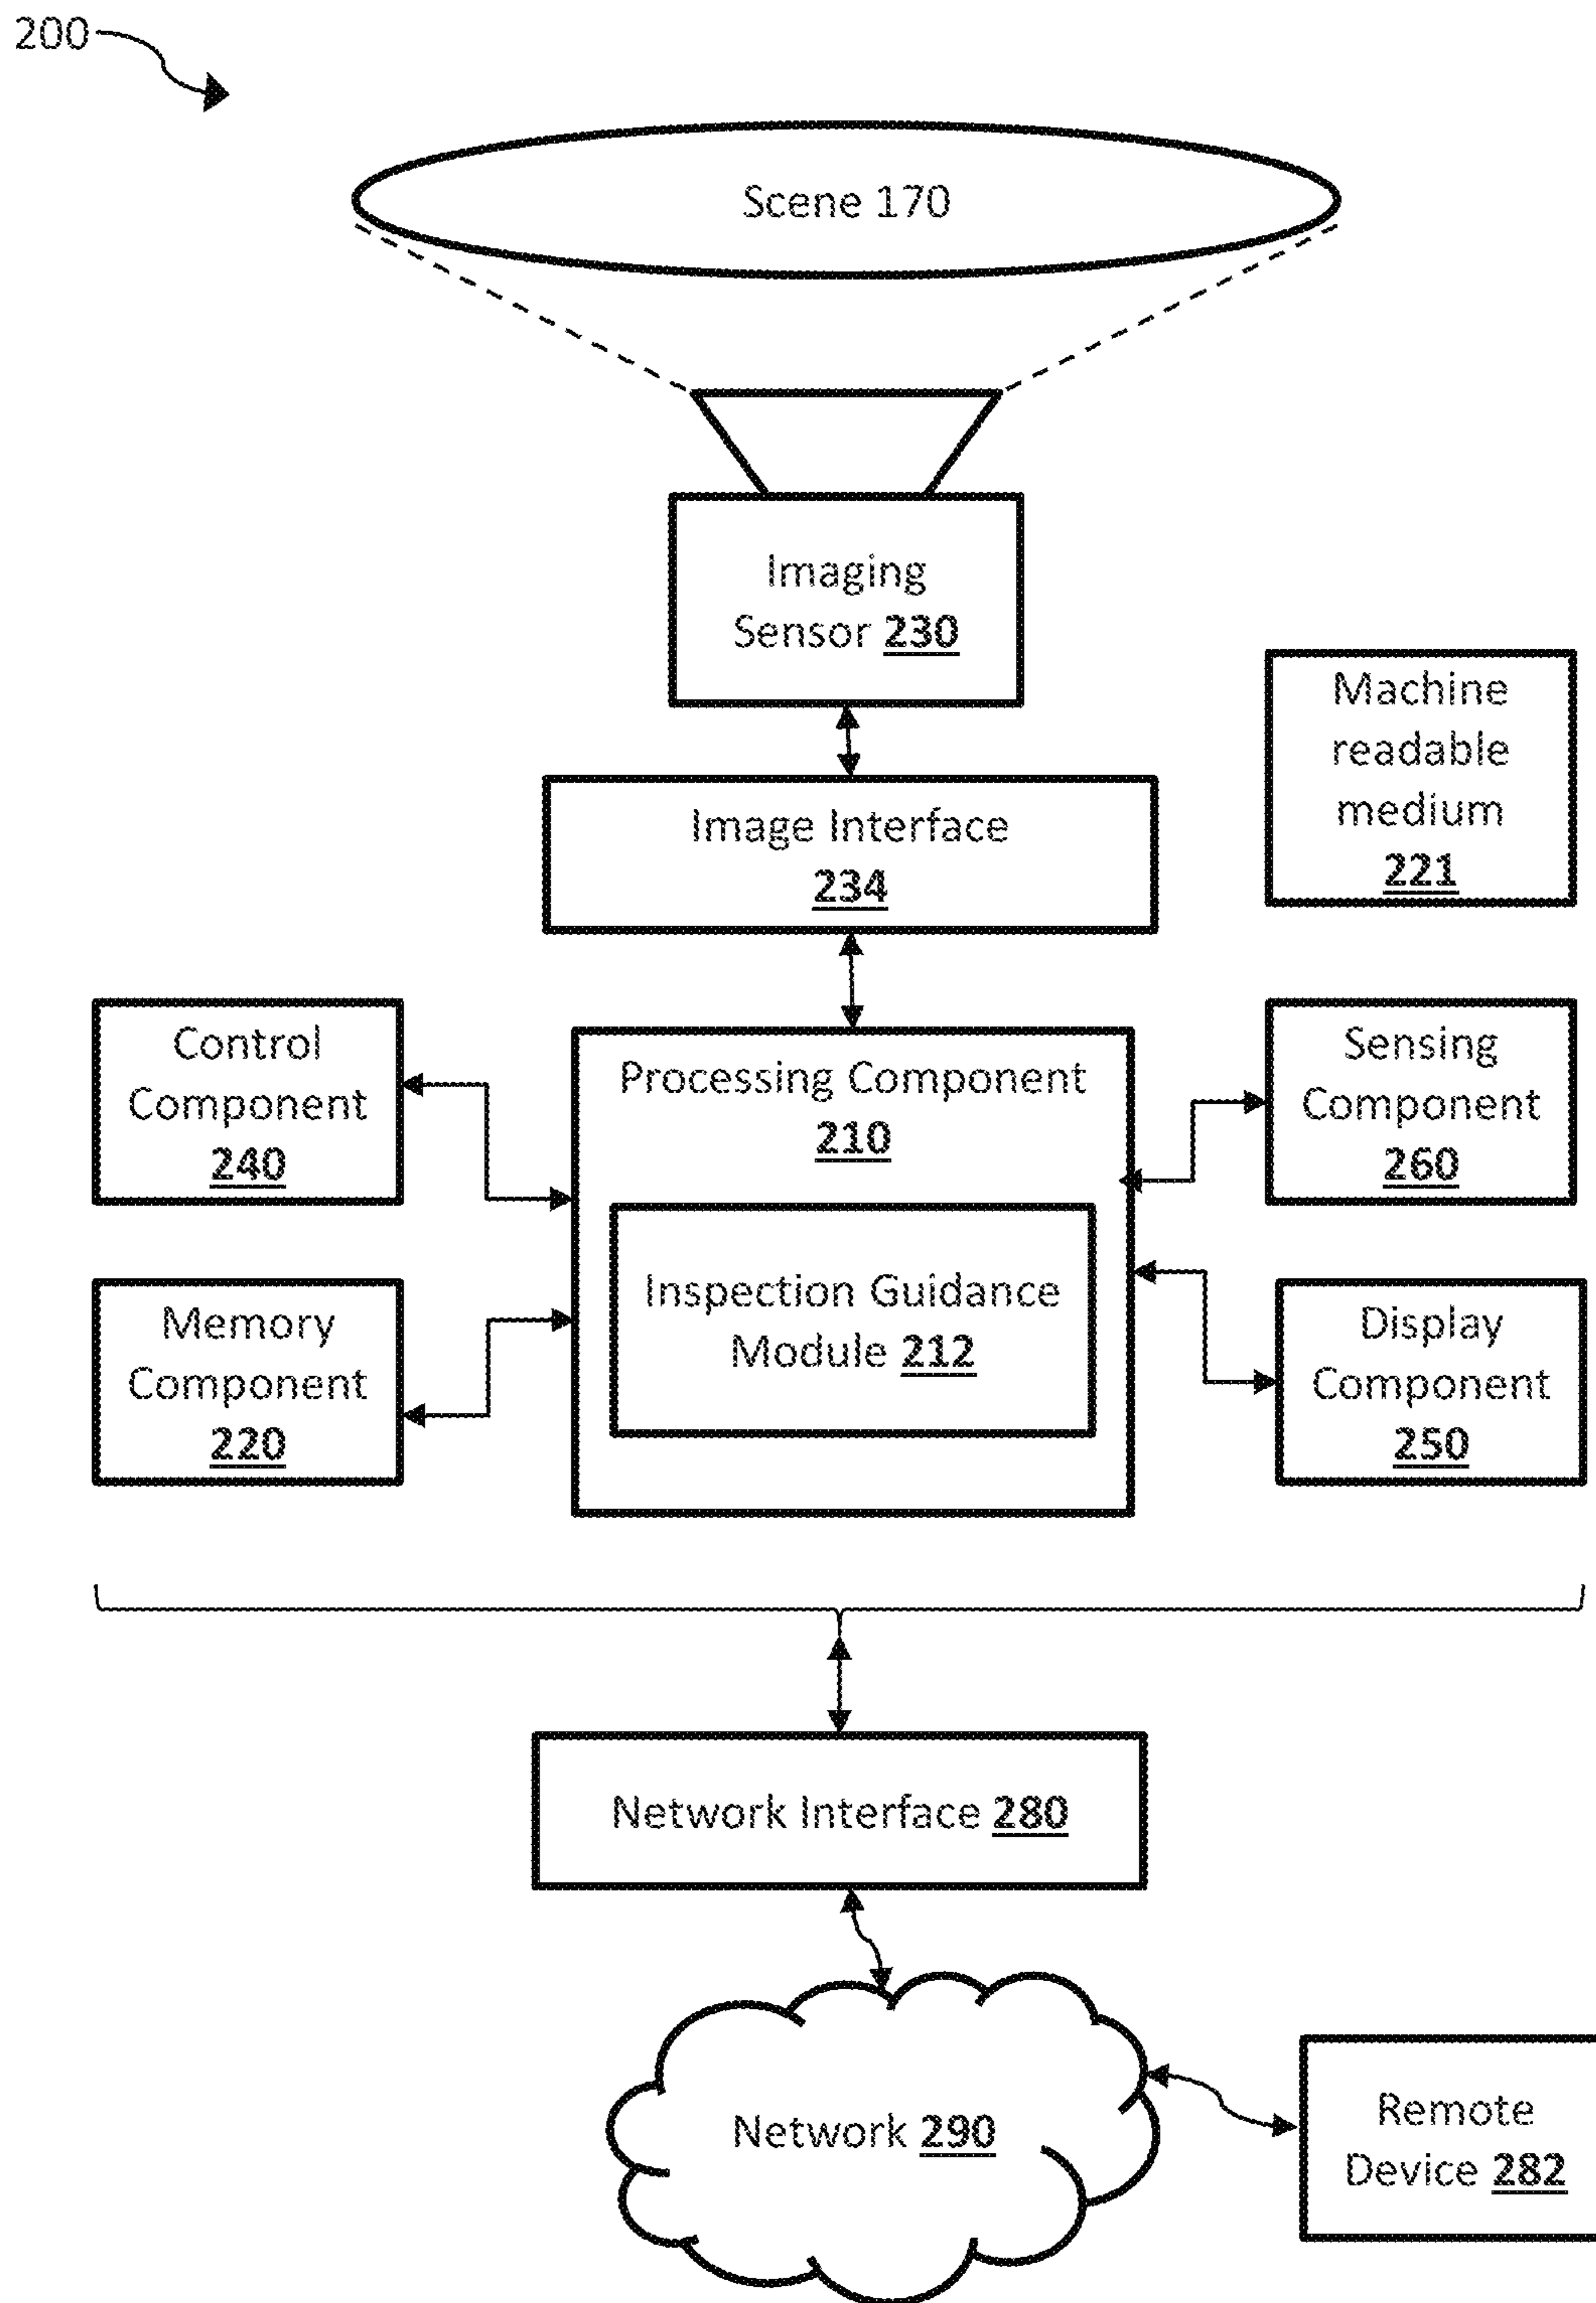 200
Scene 170
Imaging
Sensor 230
Machine
readable
medium
221
Image Interface
234
Control
Component
240
Processing Component
210
Sensing
Component
260
Inspection Guidance
Module 212
Memory
Component
220
Display
Component
250
Network Interface 280
Network 290
Remote
Device 282